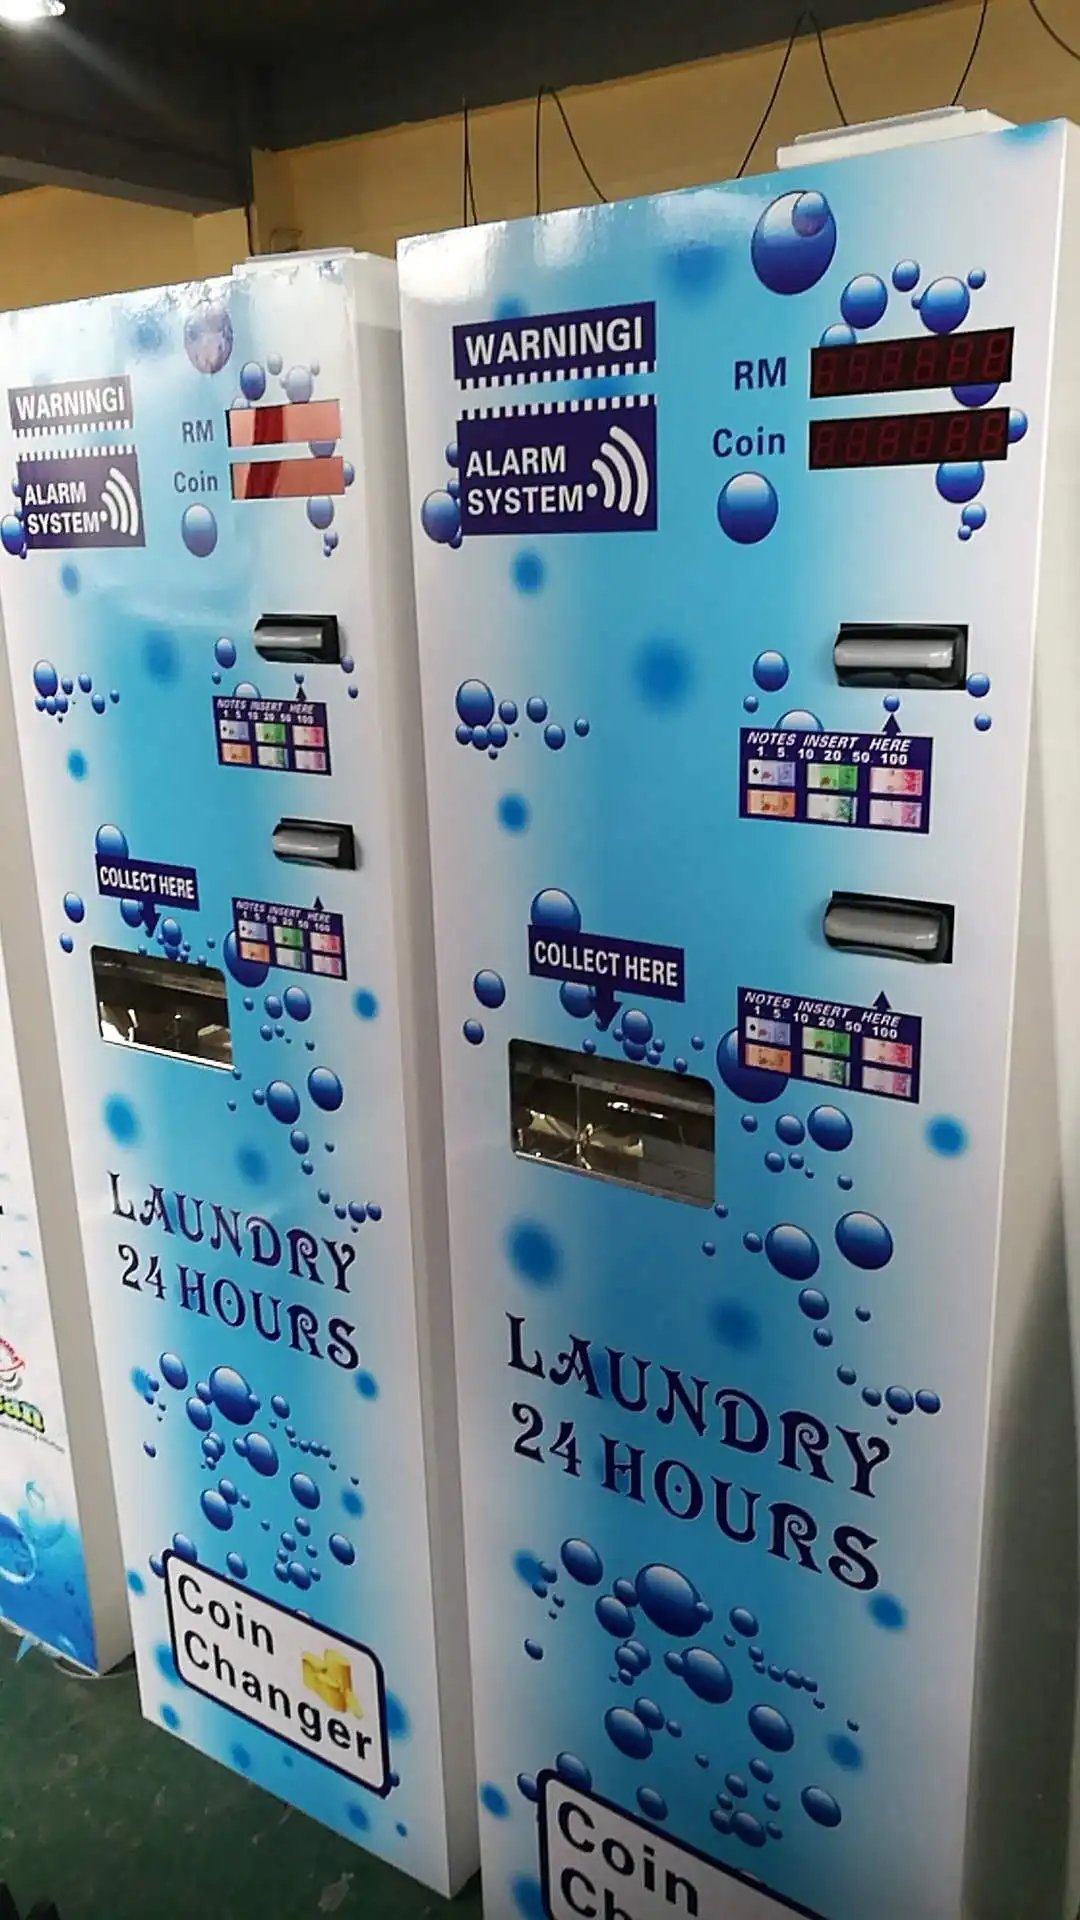 WARNING!
ALARM
SYSTEM
RM
Coin
NOTES INSERT HERE
1 5 10 20 50 100
NOTES INSERT HERE
1 5 10 20 50 100
COLLECT HERE
LAUNDRY
24 HOURS
Coin
Changer
WARNING!
ALARM
SYSTEM
RM
Coin
NOTES INSERT HERE
1. 5. 10 20. 50. 100
COLLECT HERE
NOTES INSERT HERE
1 5 10 20 50 100
LAUNDRY
24 HOURS
Coin